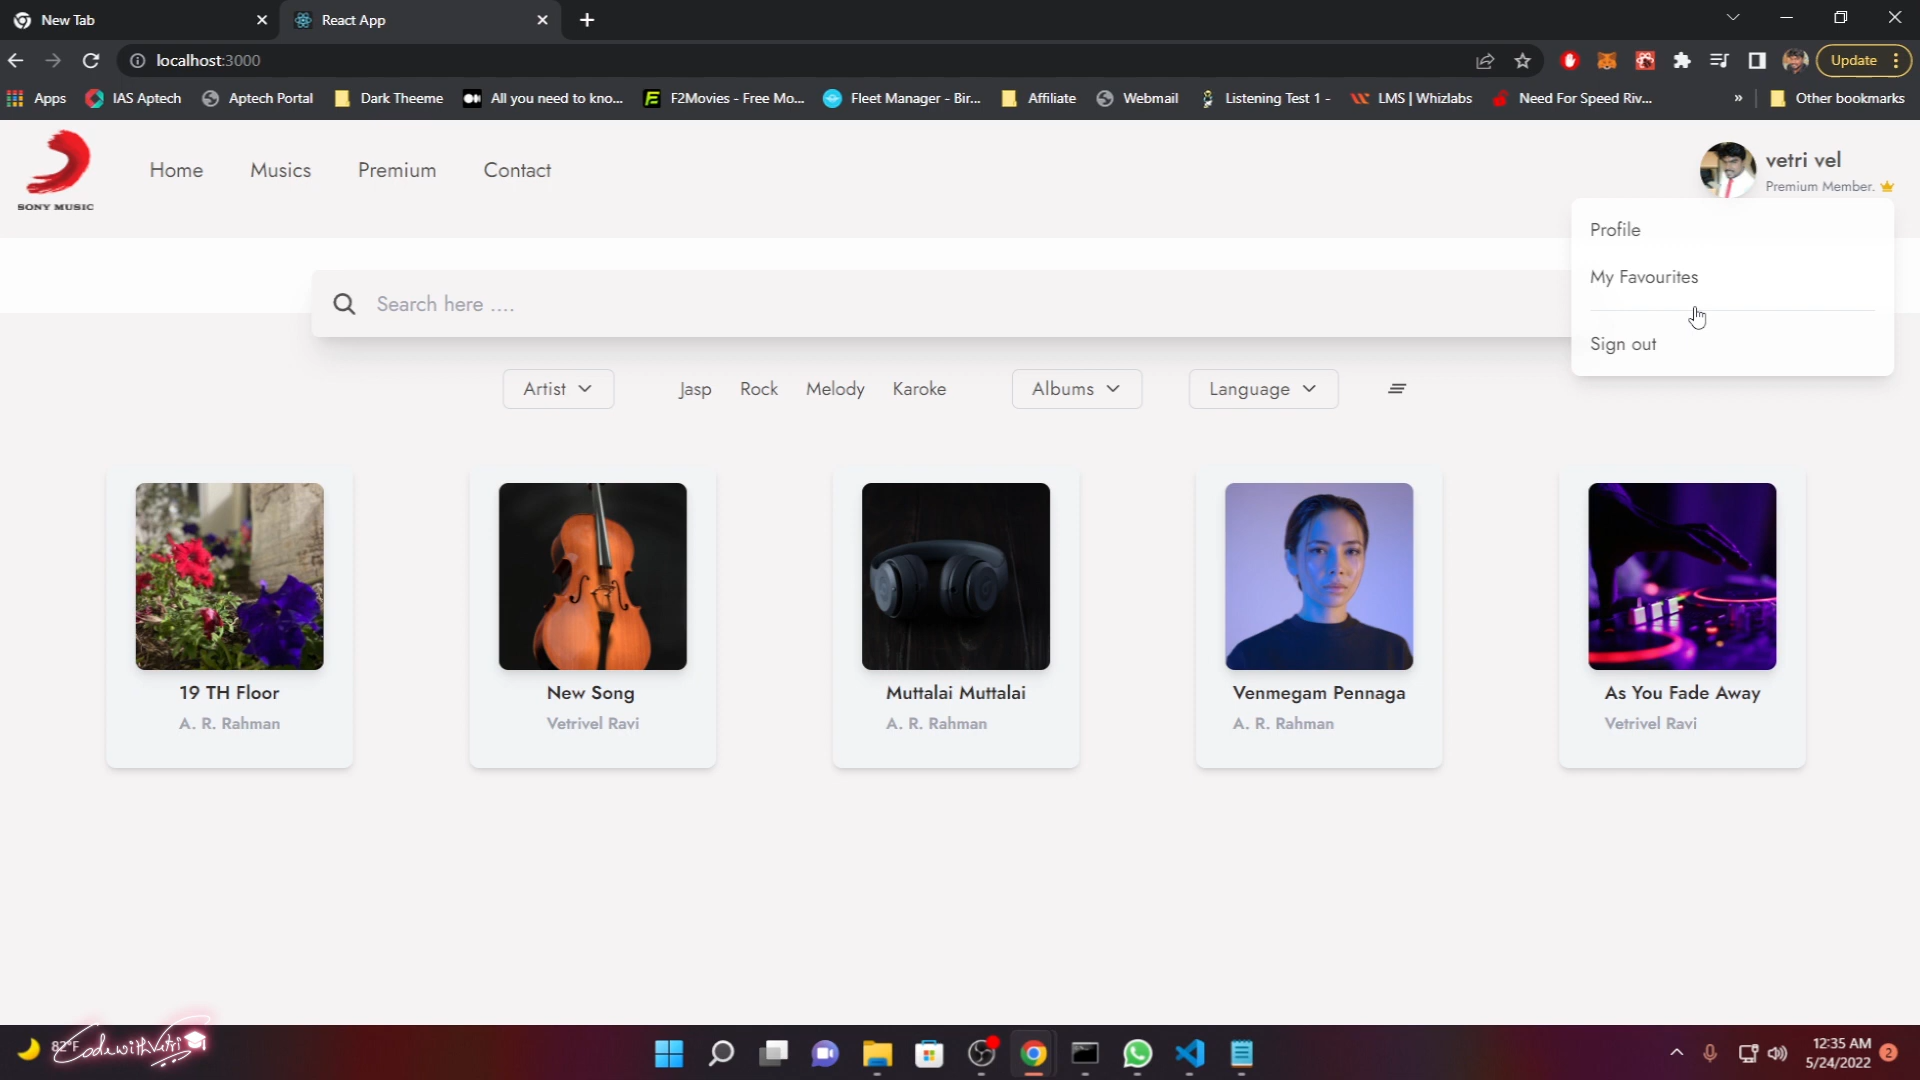 New Tab
React App
localhost:3000
Update
Apps
IAS Aptech
Aptech Portal
Dark Theeme
All you need to kno...
F2Movies - Free Mo...
Fleet Manager - Bir...
Affiliate
Webmail
Listening Test 1 -
LMS | Whizlabs
Need For Speed Riv...
»
Other bookmarks
SONY MUSIC
Home
Musics
Premium
Contact
vetri vel
Premium Member.
Profile
My Favourites
Sign out
Search here ....
Artist
Jasp
Rock
Melody
Karoke
Albums
Language
19 TH Floor
A. R. Rahman
New Song
Vetrivel Ravi
Muttalai Muttalai
A. R. Rahman
Venmegam Pennaga
A. R. Rahman
As You Fade Away
Vetrivel Ravi
82°F
CodewithVetri
12:35 AM
5/24/2022
2